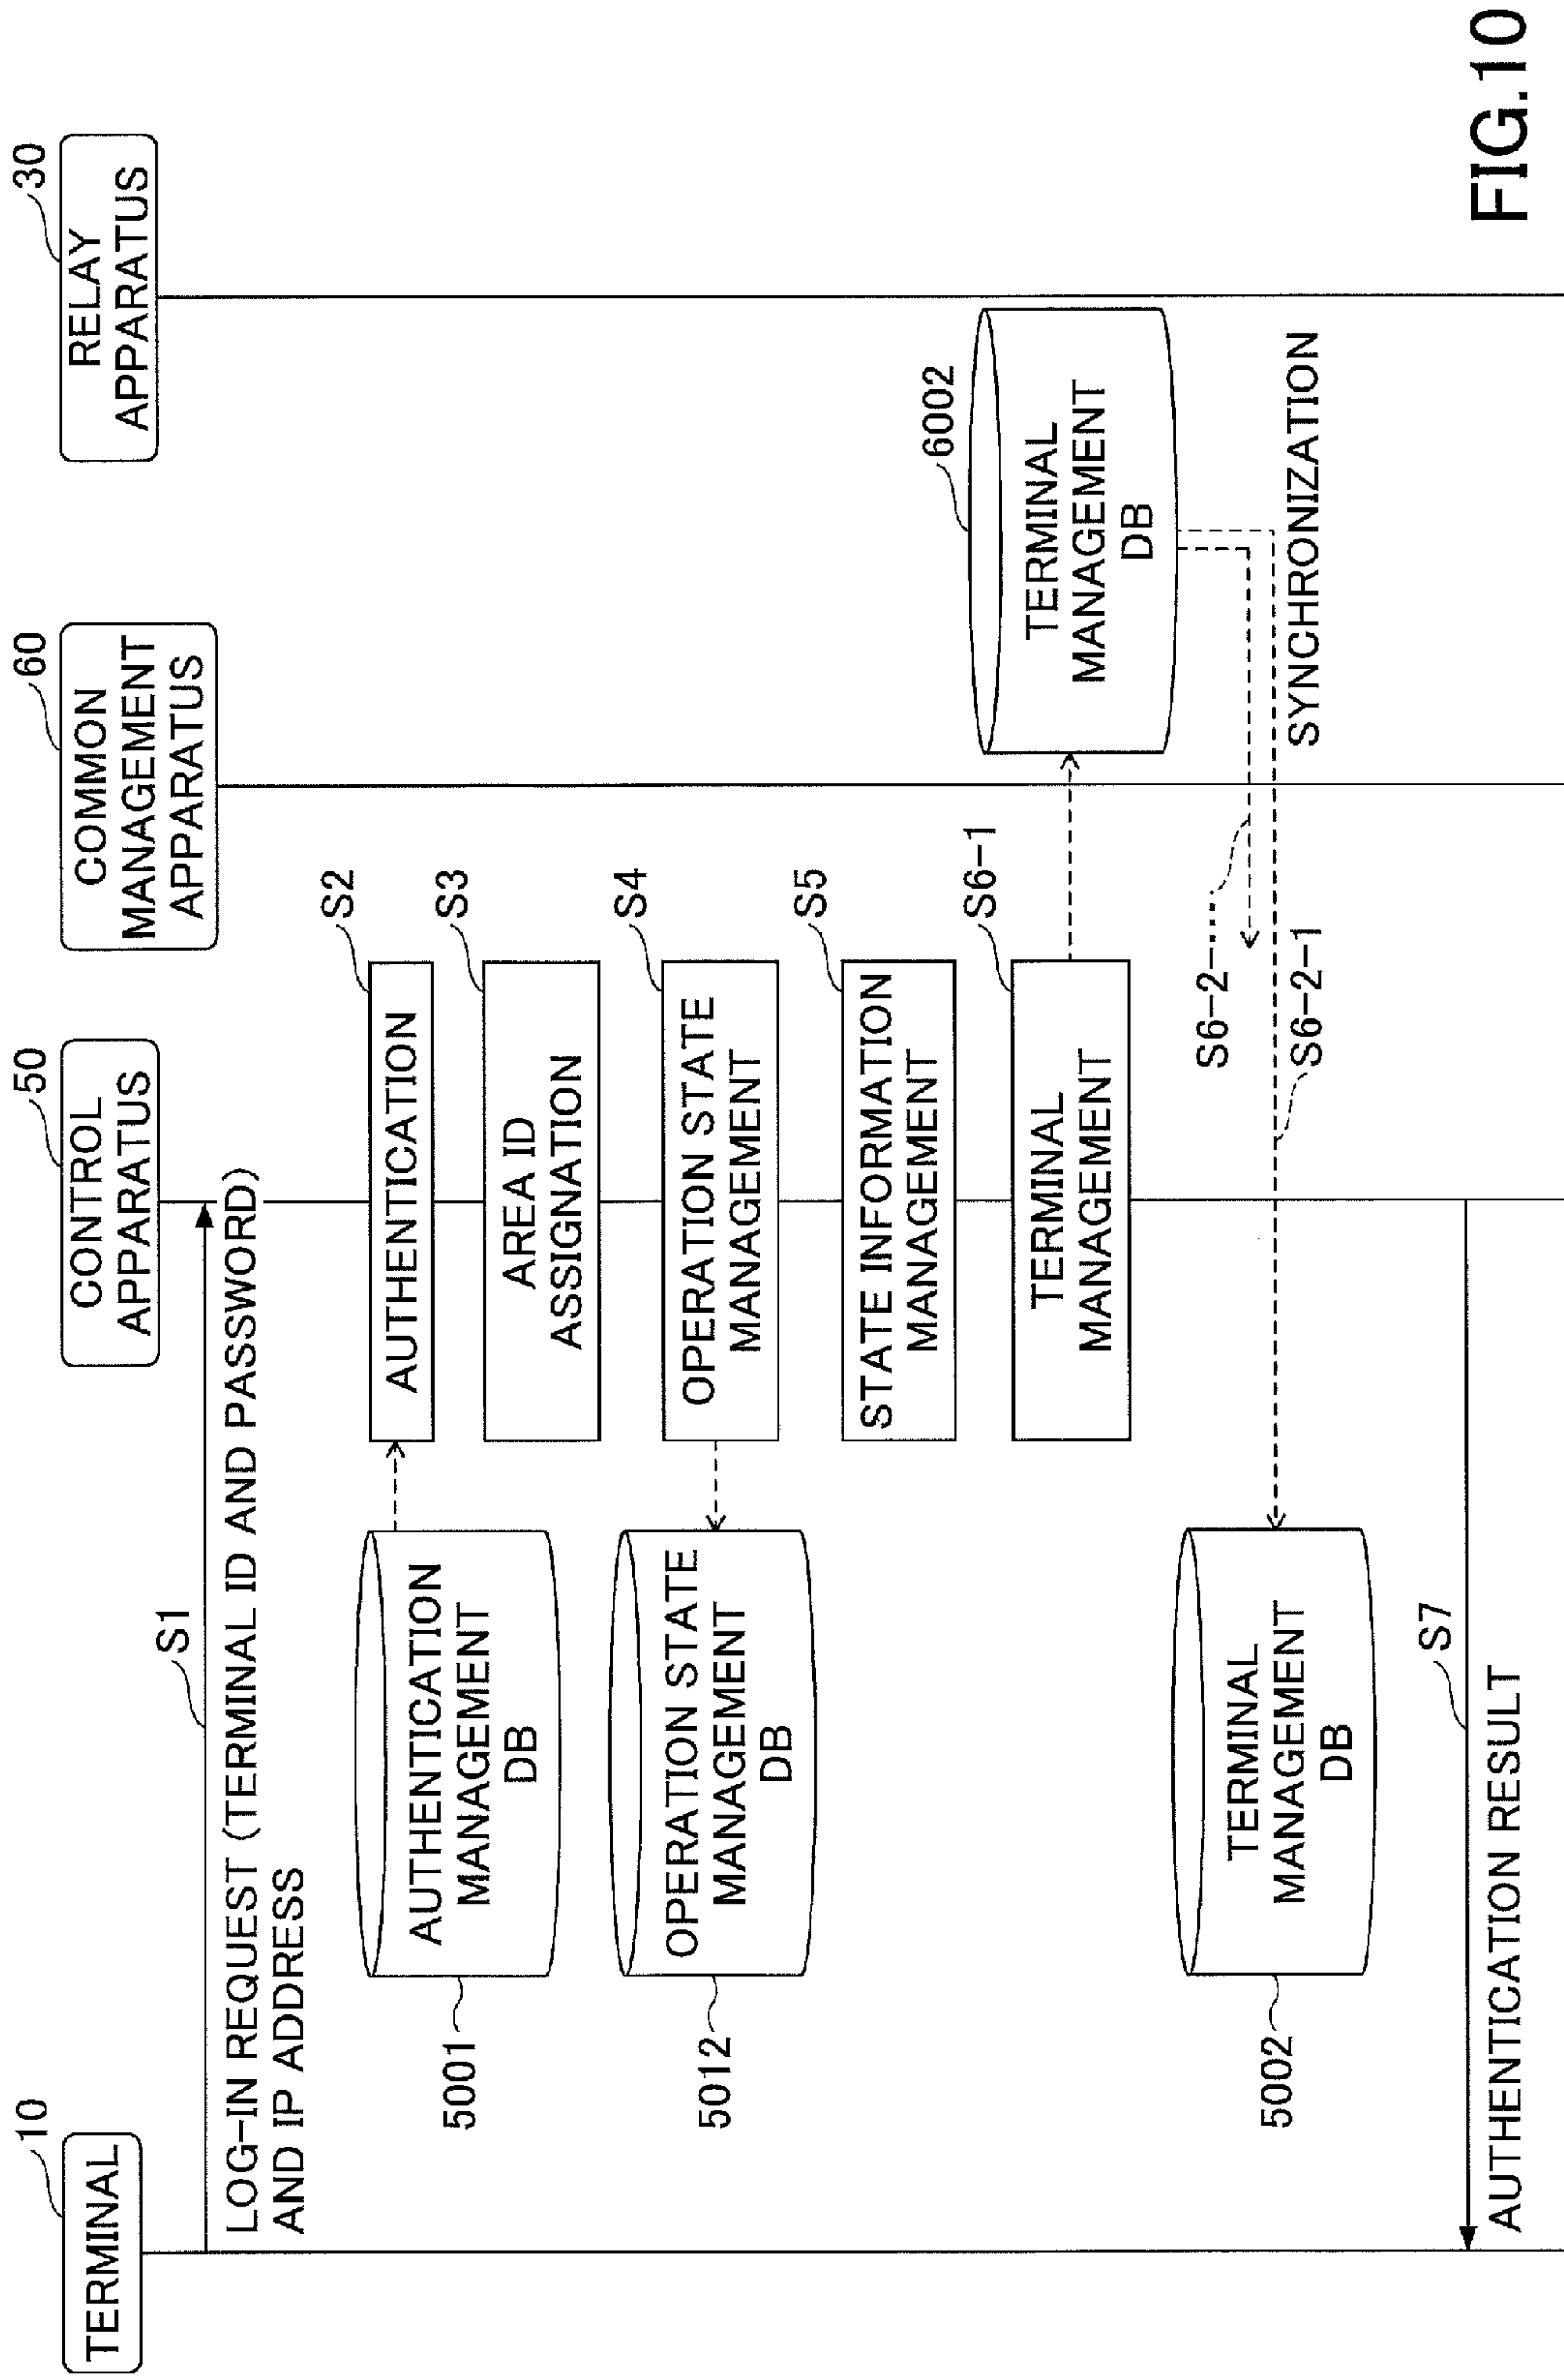 10
TERMINAL
50
CONTROL
APPARATUS
60
COMMON
MANAGEMENT
APPARATUS
30
RELAY
APPARATUS
S1
LOG-IN REQUEST (TERMINAL ID AND PASSWORD)
AND IP ADDRESS
S2
AUTHENTICATION
AUTHENTICATION
MANAGEMENT
DB
5001
S3
AREA ID
ASSIGNATION
S4
OPERATION STATE
MANAGEMENT
OPERATION STATE
MANAGEMENT
DB
5012
S5
STATE INFORMATION
MANAGEMENT
S6-1
TERMINAL
MANAGEMENT
6002
TERMINAL
MANAGEMENT
DB
S6-2-....
S6-2-1
SYNCHRONIZATION
TERMINAL
MANAGEMENT
DB
5002
S7
AUTHENTICATION RESULT
FIG.10